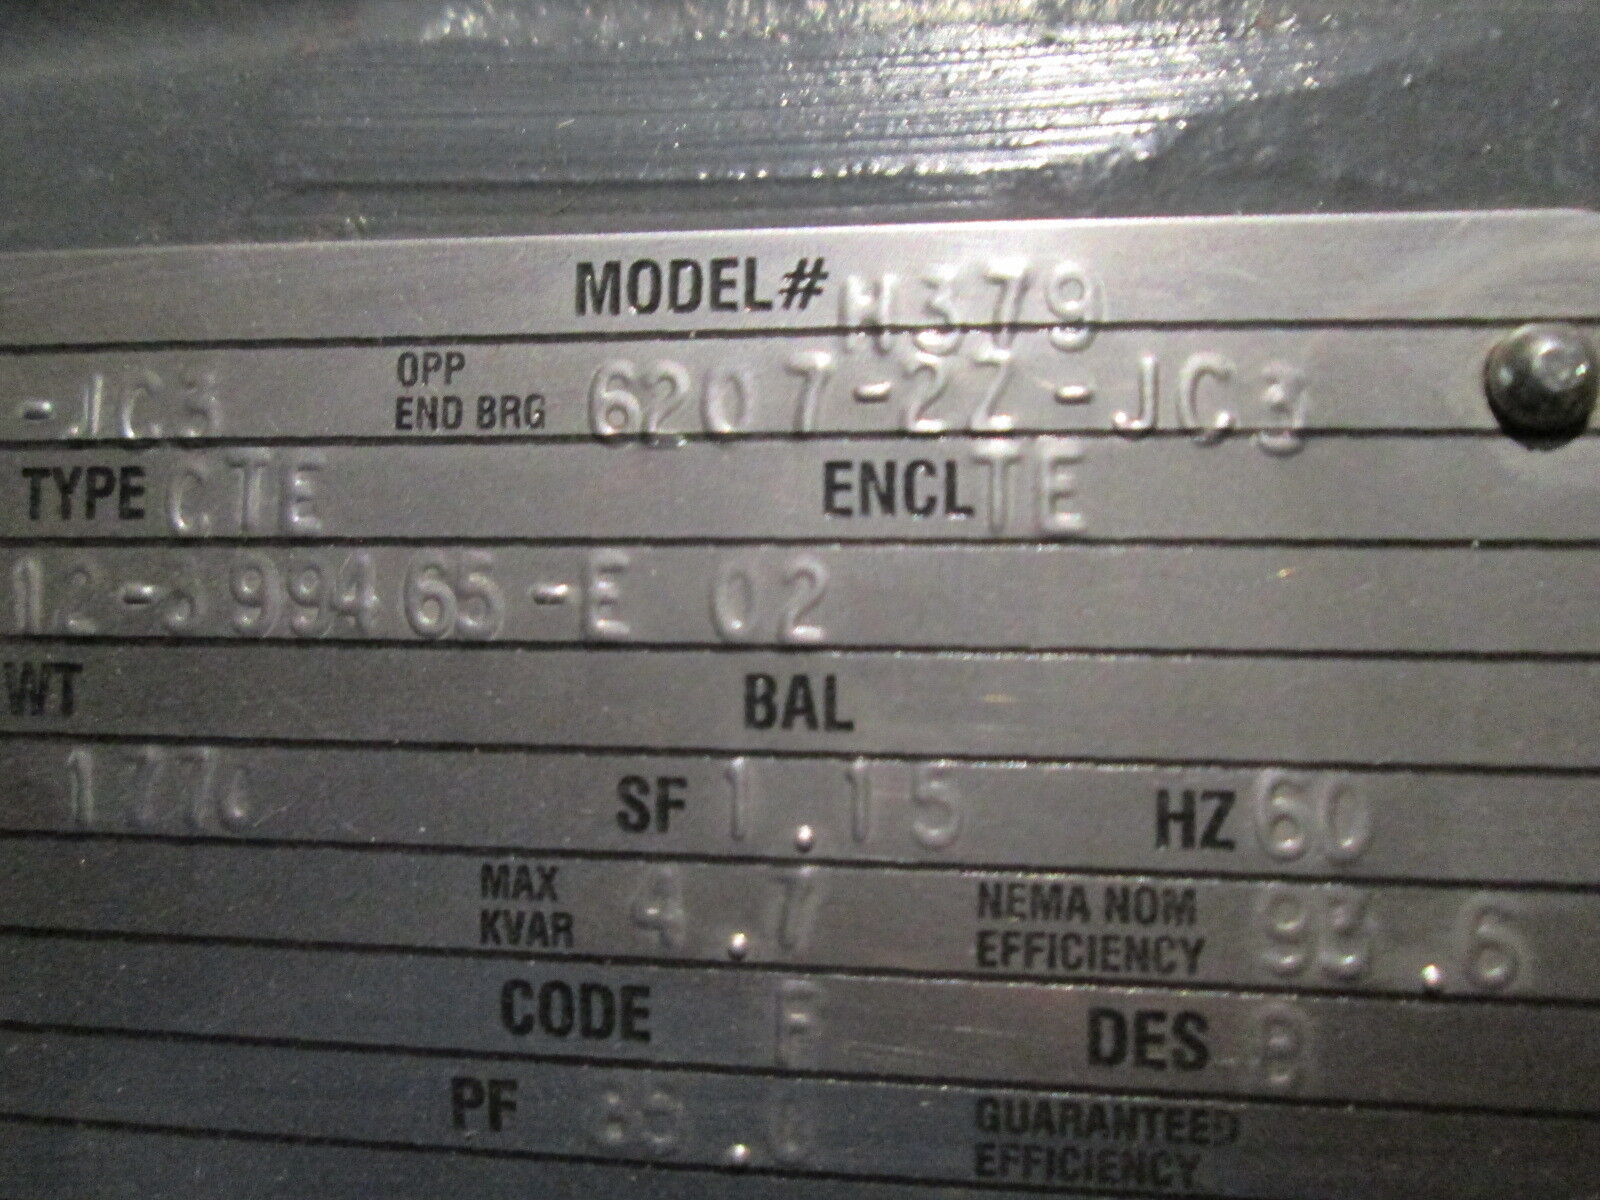 MODEL# H379
-JC3 OPP END BRG 6207-2Z-JC3
TYPE CTE ENCL TE
12-399465-E 02
WT BAL
1770 SF 1.15 HZ 60
MAX KVAR 4.7 NEMA NOM EFFICIENCY 93.6
CODE F DES B
PF GUARANTEED EFFICIENCY